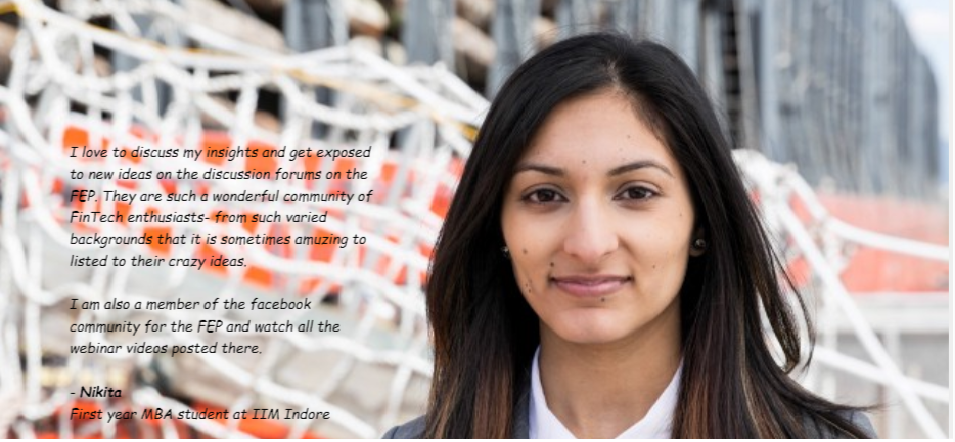 I love to discuss my insights and get exposed
to new ideas on the discussion forums on the
FEP. They are such a wonderful community of
FinTech enthusiasts- from such varied
backgrounds that it is sometimes amuzing to
listed to their crazy ideas.
I am also a member of the facebook
community for the FEP and watch all the
webinar videos posted there.
- Nikita
First year MBA student at IIM Indore